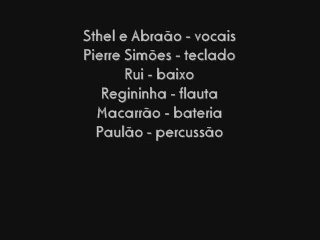 Sthel e Abraão - vocais
Pierre Simões - teclado
Rui - baixo
Regininha - flauta
Macarrão - bateria
Paulão - percussão